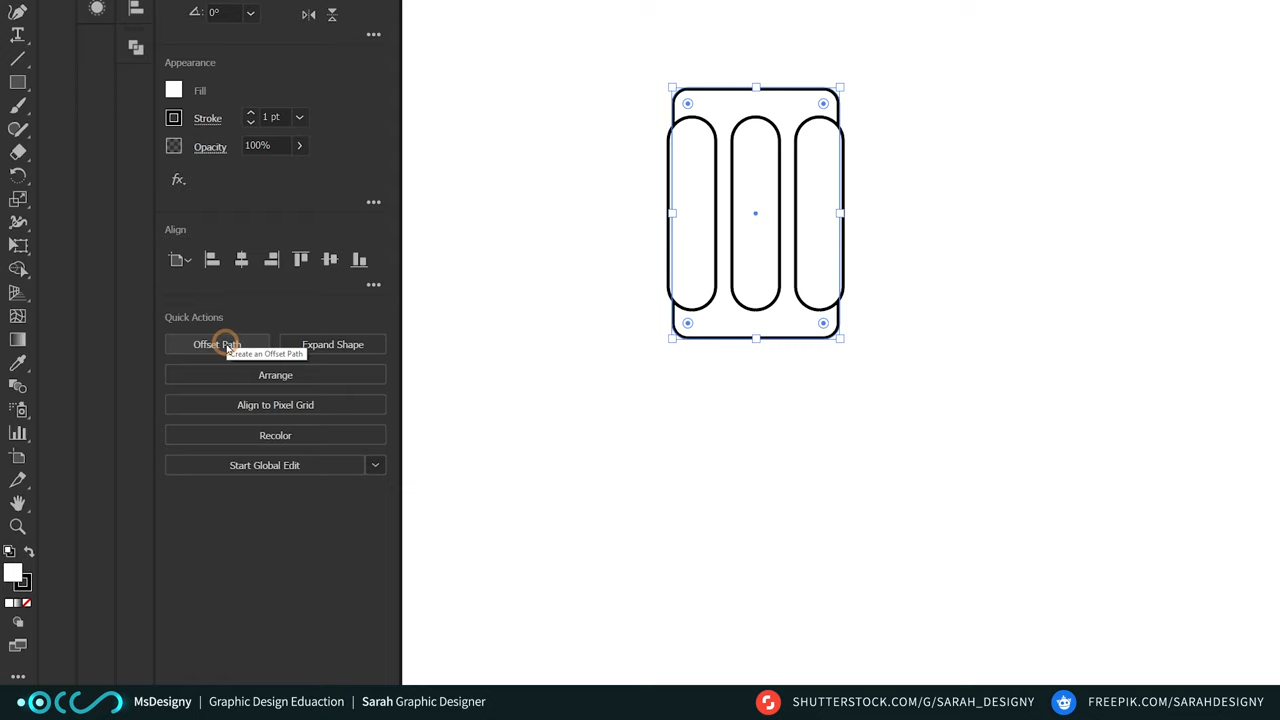 0°
Appearance
Fill
Stroke
1 pt
Opacity
100%
fx.
Align
Quick Actions
Offset Path
Expand Shape
Create an Offset Path
Arrange
Align to Pixel Grid
Recolor
Start Global Edit
MsDesigny | Graphic Design Eduaction | Sarah Graphic Designer
SHUTTERSTOCK.COM/G/SARAH_DESIGNY
FREEPIK.COM/SARAHDESIGNY